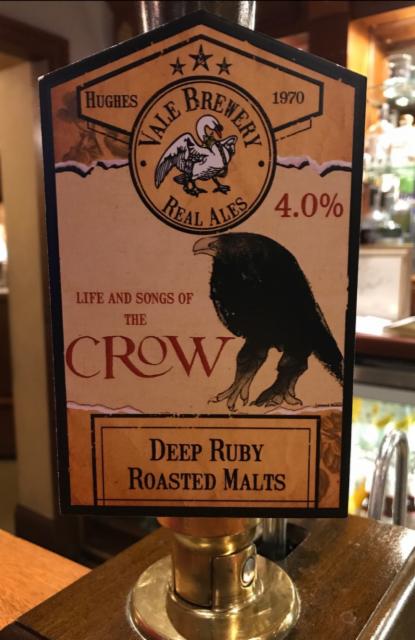 HUGHES
1970
VALE BREWERY
REAL ALES
4.0%
LIFE AND SONGS OF
THE
CROW
DEEP RUBY
ROASTED MALTS